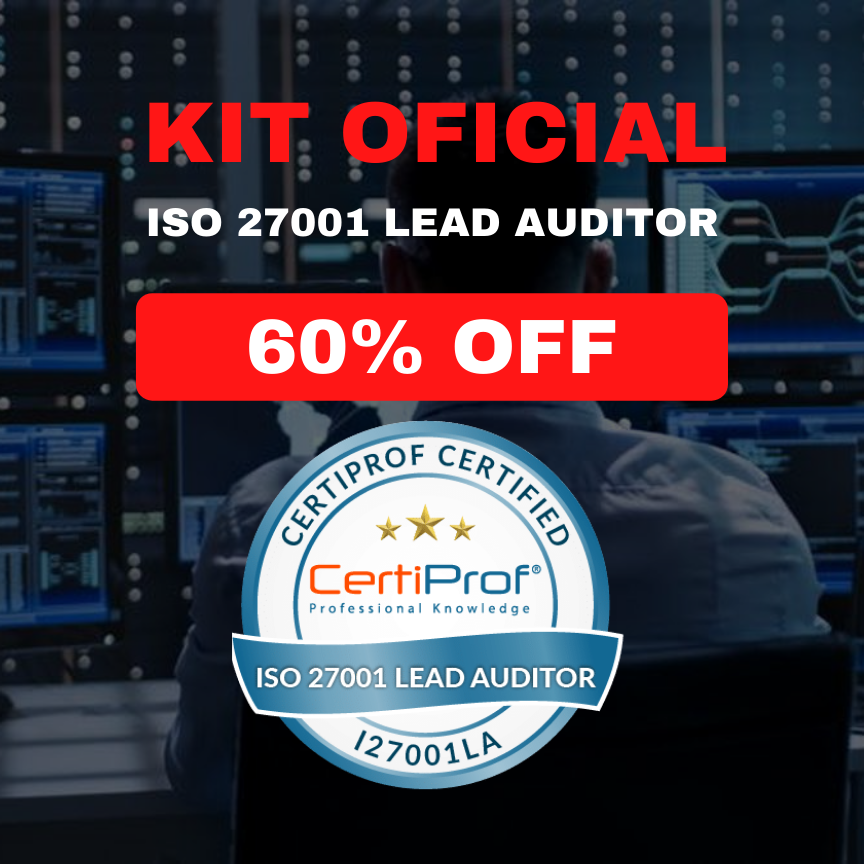 KIT OFICIAL
ISO 27001 LEAD AUDITOR
60% OFF
CERTIPROF CERTIFIED
CertiProf®
Professional Knowledge
ISO 27001 LEAD AUDITOR
I27001LA